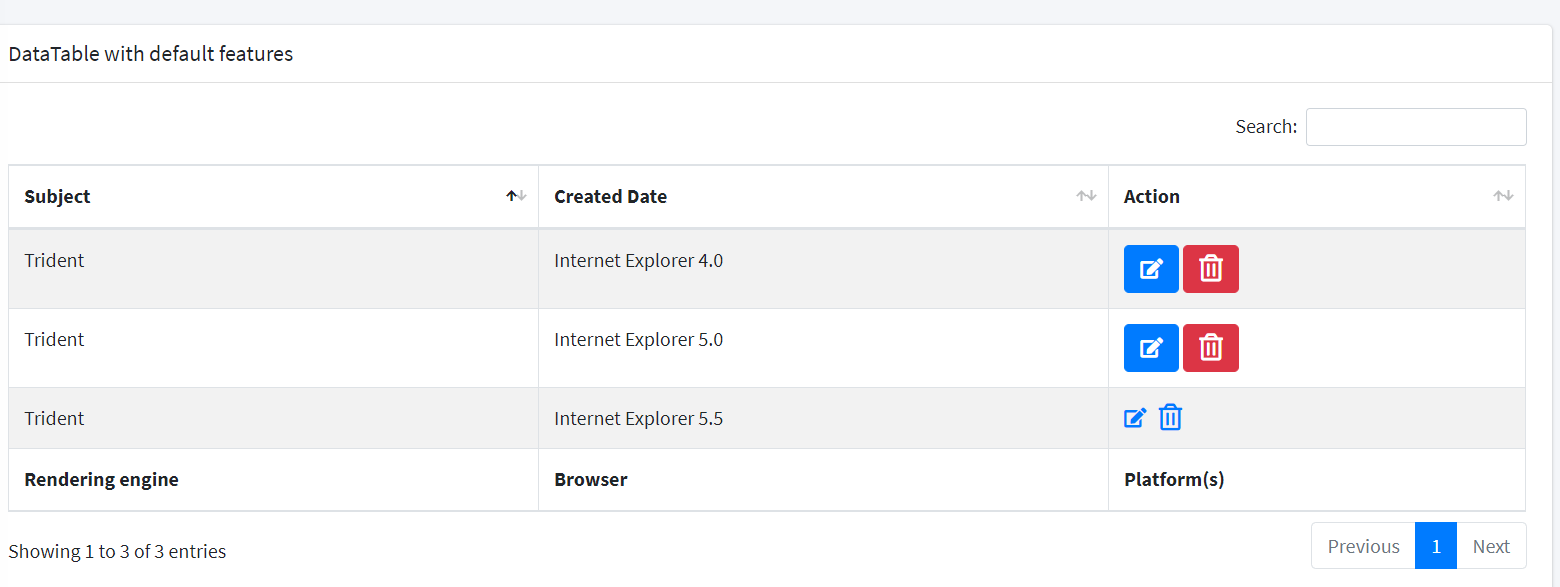 DataTable with default features
Search:
Subject Created Date Action
Trident Internet Explorer 4.0
Trident Internet Explorer 5.0
Trident Internet Explorer 5.5
Rendering engine Browser Platform(s)
Showing 1 to 3 of 3 entries Previous 1 Next